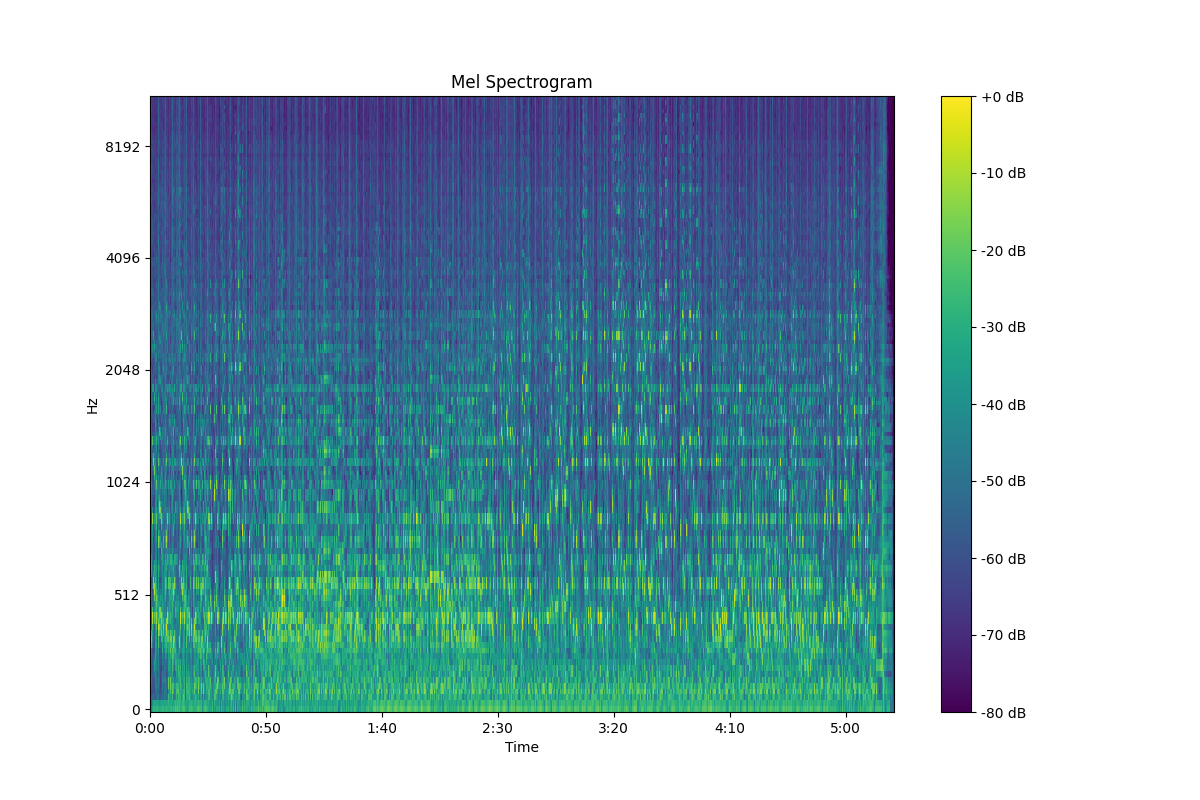 Mel Spectrogram
+0 dB
8192
-10 dB
-20 dB
4096
-30 dB
2048
-40 dB
Hz
1024
-50 dB
-60 dB
512
-70 dB
0
-80 dB
0:00
0:50
1:40
2:30
3:20
4:10
5:00
Time